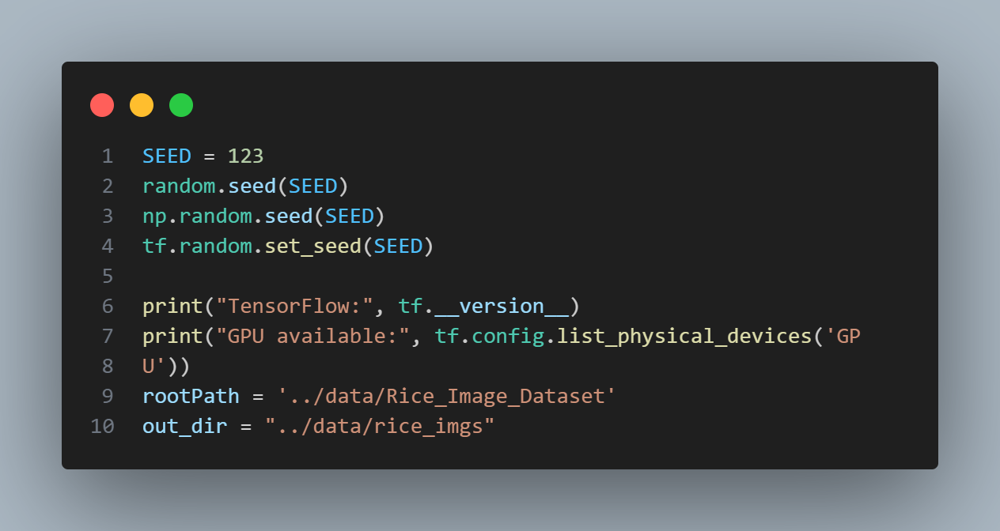 1 SEED = 123
2 random.seed(SEED)
3 np.random.seed(SEED)
4 tf.random.set_seed(SEED)
5
6 print("TensorFlow:", tf.__version__)
7 print("GPU available:", tf.config.list_physical_devices('GP
8 U'))
9 rootPath = '../data/Rice_Image_Dataset'
10 out_dir = "../data/rice_imgs"